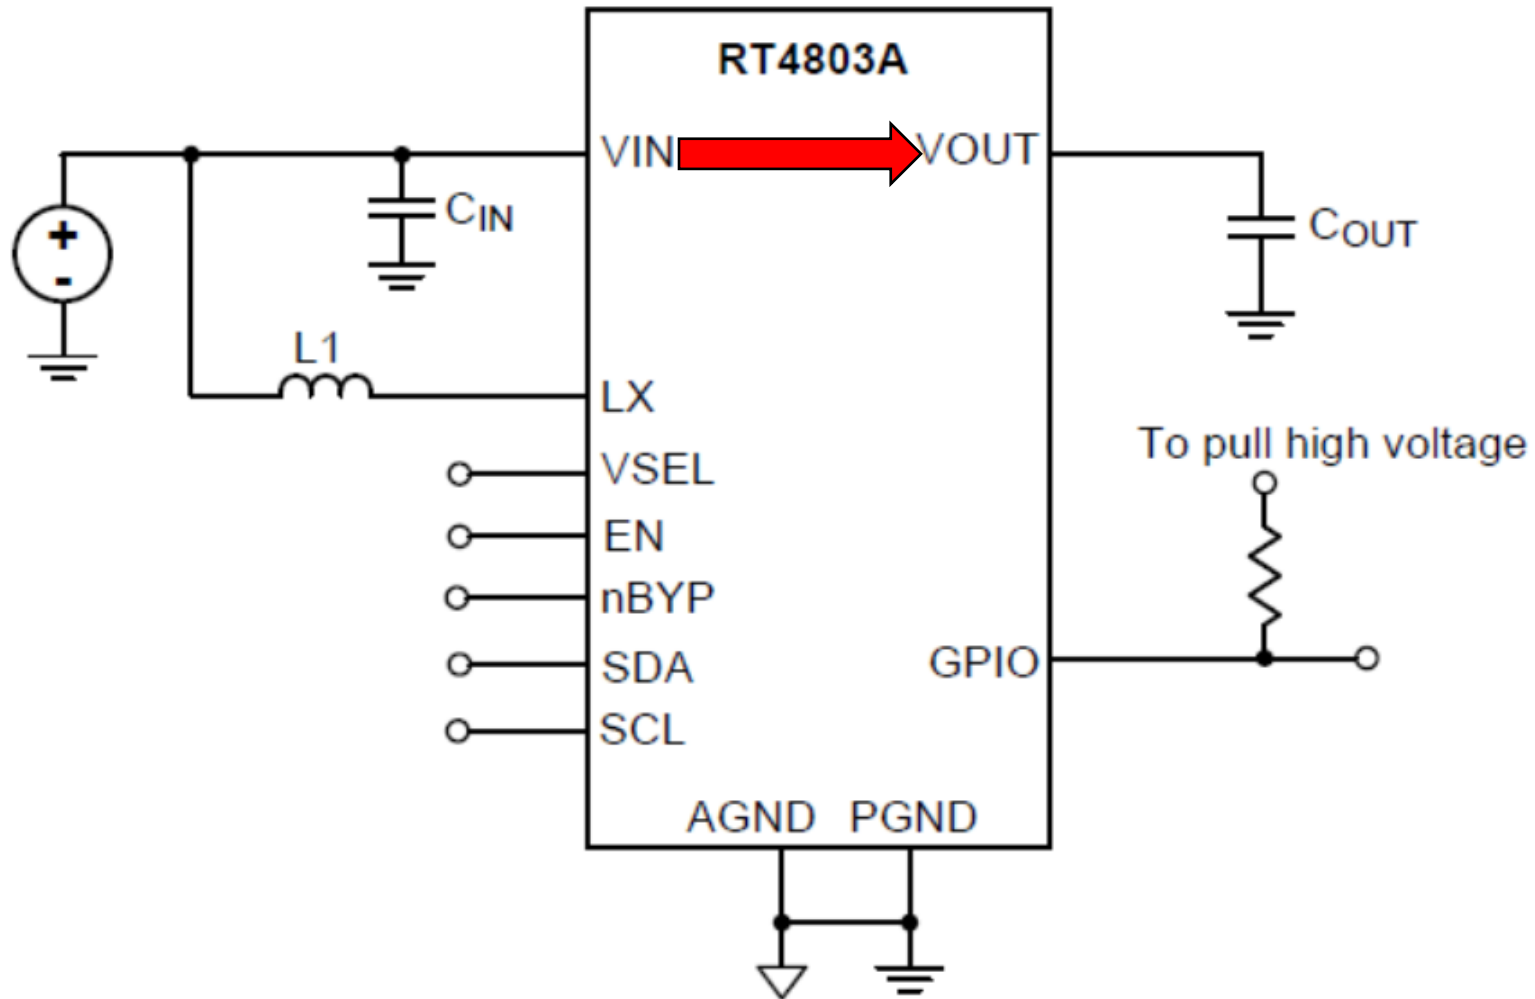 RT4803A
VIN
VOUT
+
-
CIN
COUT
L1
LX
To pull high voltage
VSEL
EN
nBYP
SDA
GPIO
SCL
AGND PGND